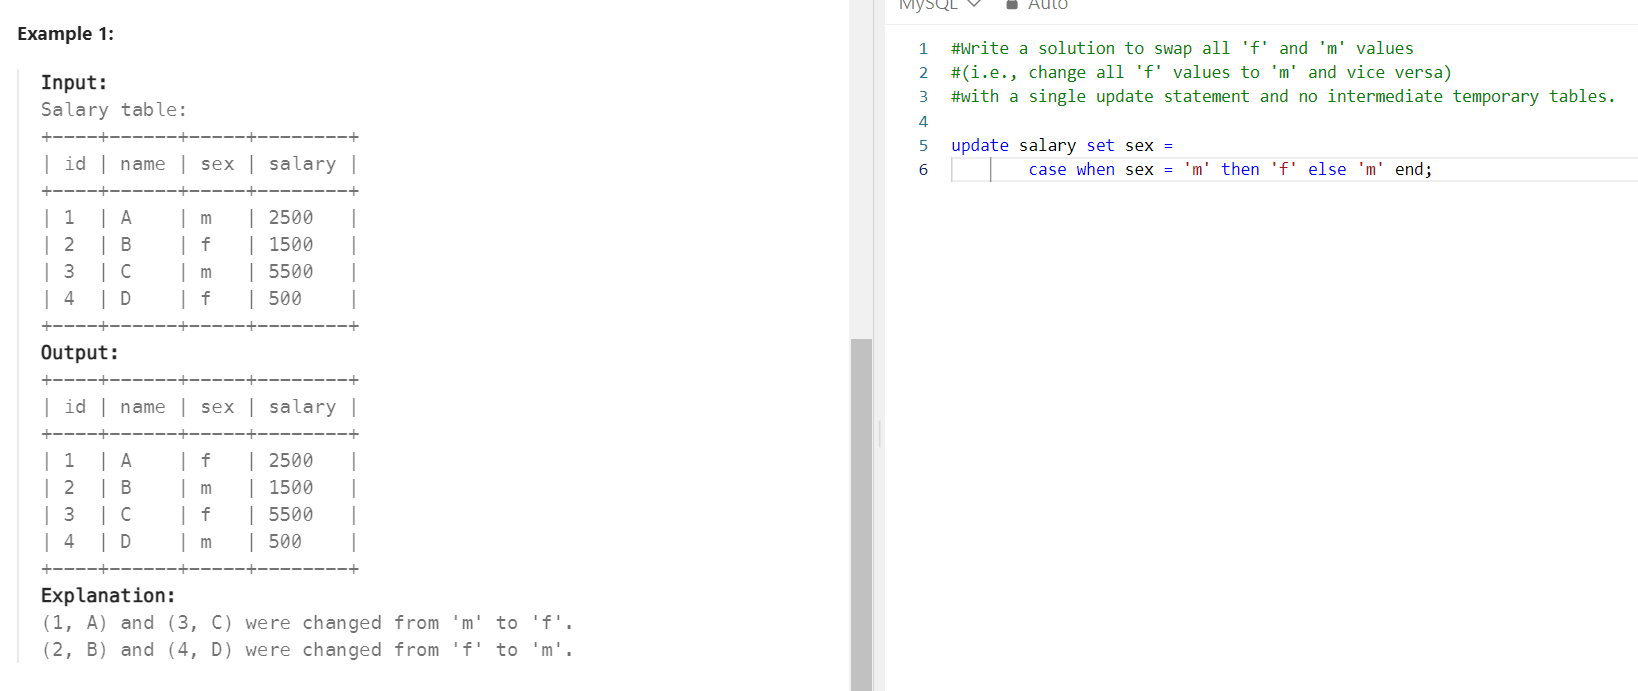 Example 1:
Input:
Salary table:
+----+------+-----+--------+
| id | name | sex | salary |
+----+------+-----+--------+
| 1  | A    | m   | 2500   |
| 2  | B    | f   | 1500   |
| 3  | C    | m   | 5500   |
| 4  | D    | f   | 500    |
+----+------+-----+--------+
Output:
+----+------+-----+--------+
| id | name | sex | salary |
+----+------+-----+--------+
| 1  | A    | f   | 2500   |
| 2  | B    | m   | 1500   |
| 3  | C    | f   | 5500   |
| 4  | D    | m   | 500    |
+----+------+-----+--------+
Explanation:
(1, A) and (3, C) were changed from 'm' to 'f'.
(2, B) and (4, D) were changed from 'f' to 'm'.
MySQL Auto
1 #Write a solution to swap all 'f' and 'm' values
2 #(i.e., change all 'f' values to 'm' and vice versa)
3 #with a single update statement and no intermediate temporary tables.
4
5 update salary set sex =
6 case when sex = 'm' then 'f' else 'm' end;